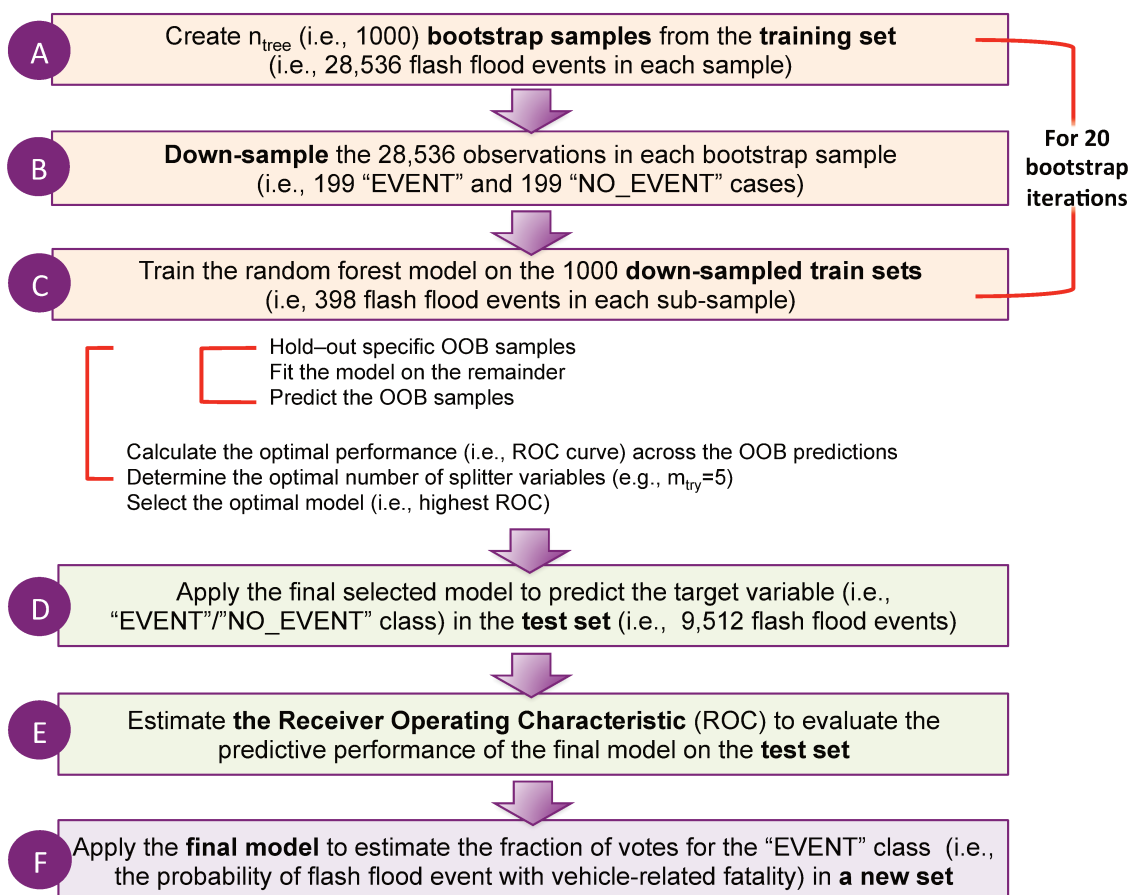 A
Create ntree (i.e., 1000) bootstrap samples from the training set
(i.e., 28,536 flash flood events in each sample)
For 20
bootstrap
iterations
B
Down-sample the 28,536 observations in each bootstrap sample
(i.e., 199 “EVENT” and 199 “NO_EVENT” cases)
C
Train the random forest model on the 1000 down-sampled train sets
(i.e, 398 flash flood events in each sub-sample)
Hold–out specific OOB samples
Fit the model on the remainder
Predict the OOB samples
Calculate the optimal performance (i.e., ROC curve) across the OOB predictions
Determine the optimal number of splitter variables (e.g., mtry=5)
Select the optimal model (i.e., highest ROC)
D
Apply the final selected model to predict the target variable (i.e.,
“EVENT”/”NO_EVENT” class) in the test set (i.e., 9,512 flash flood events)
E
Estimate the Receiver Operating Characteristic (ROC) to evaluate the
predictive performance of the final model on the test set
F
Apply the final model to estimate the fraction of votes for the “EVENT” class (i.e.,
the probability of flash flood event with vehicle-related fatality) in a new set